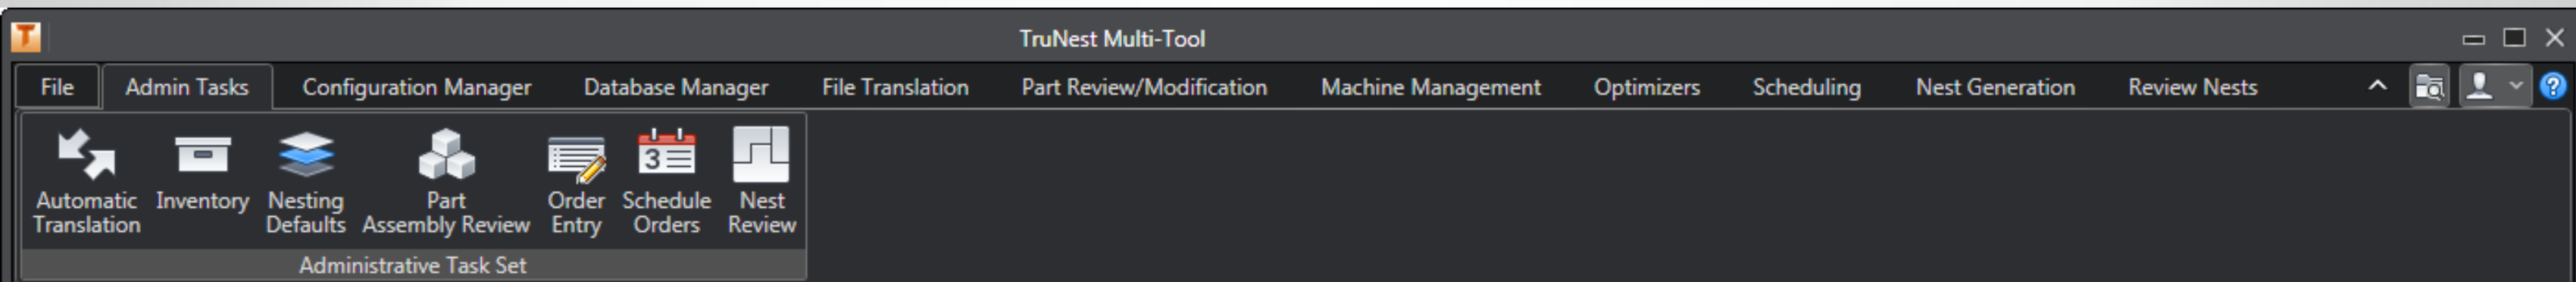 T
TruNest Multi-Tool
File Admin Tasks Configuration Manager Database Manager File Translation Part Review/Modification Machine Management Optimizers Scheduling Nest Generation Review Nests ?
3
Automatic Inventory Nesting Part Order Schedule Nest
Translation Defaults Assembly Review Entry Orders Review
Administrative Task Set